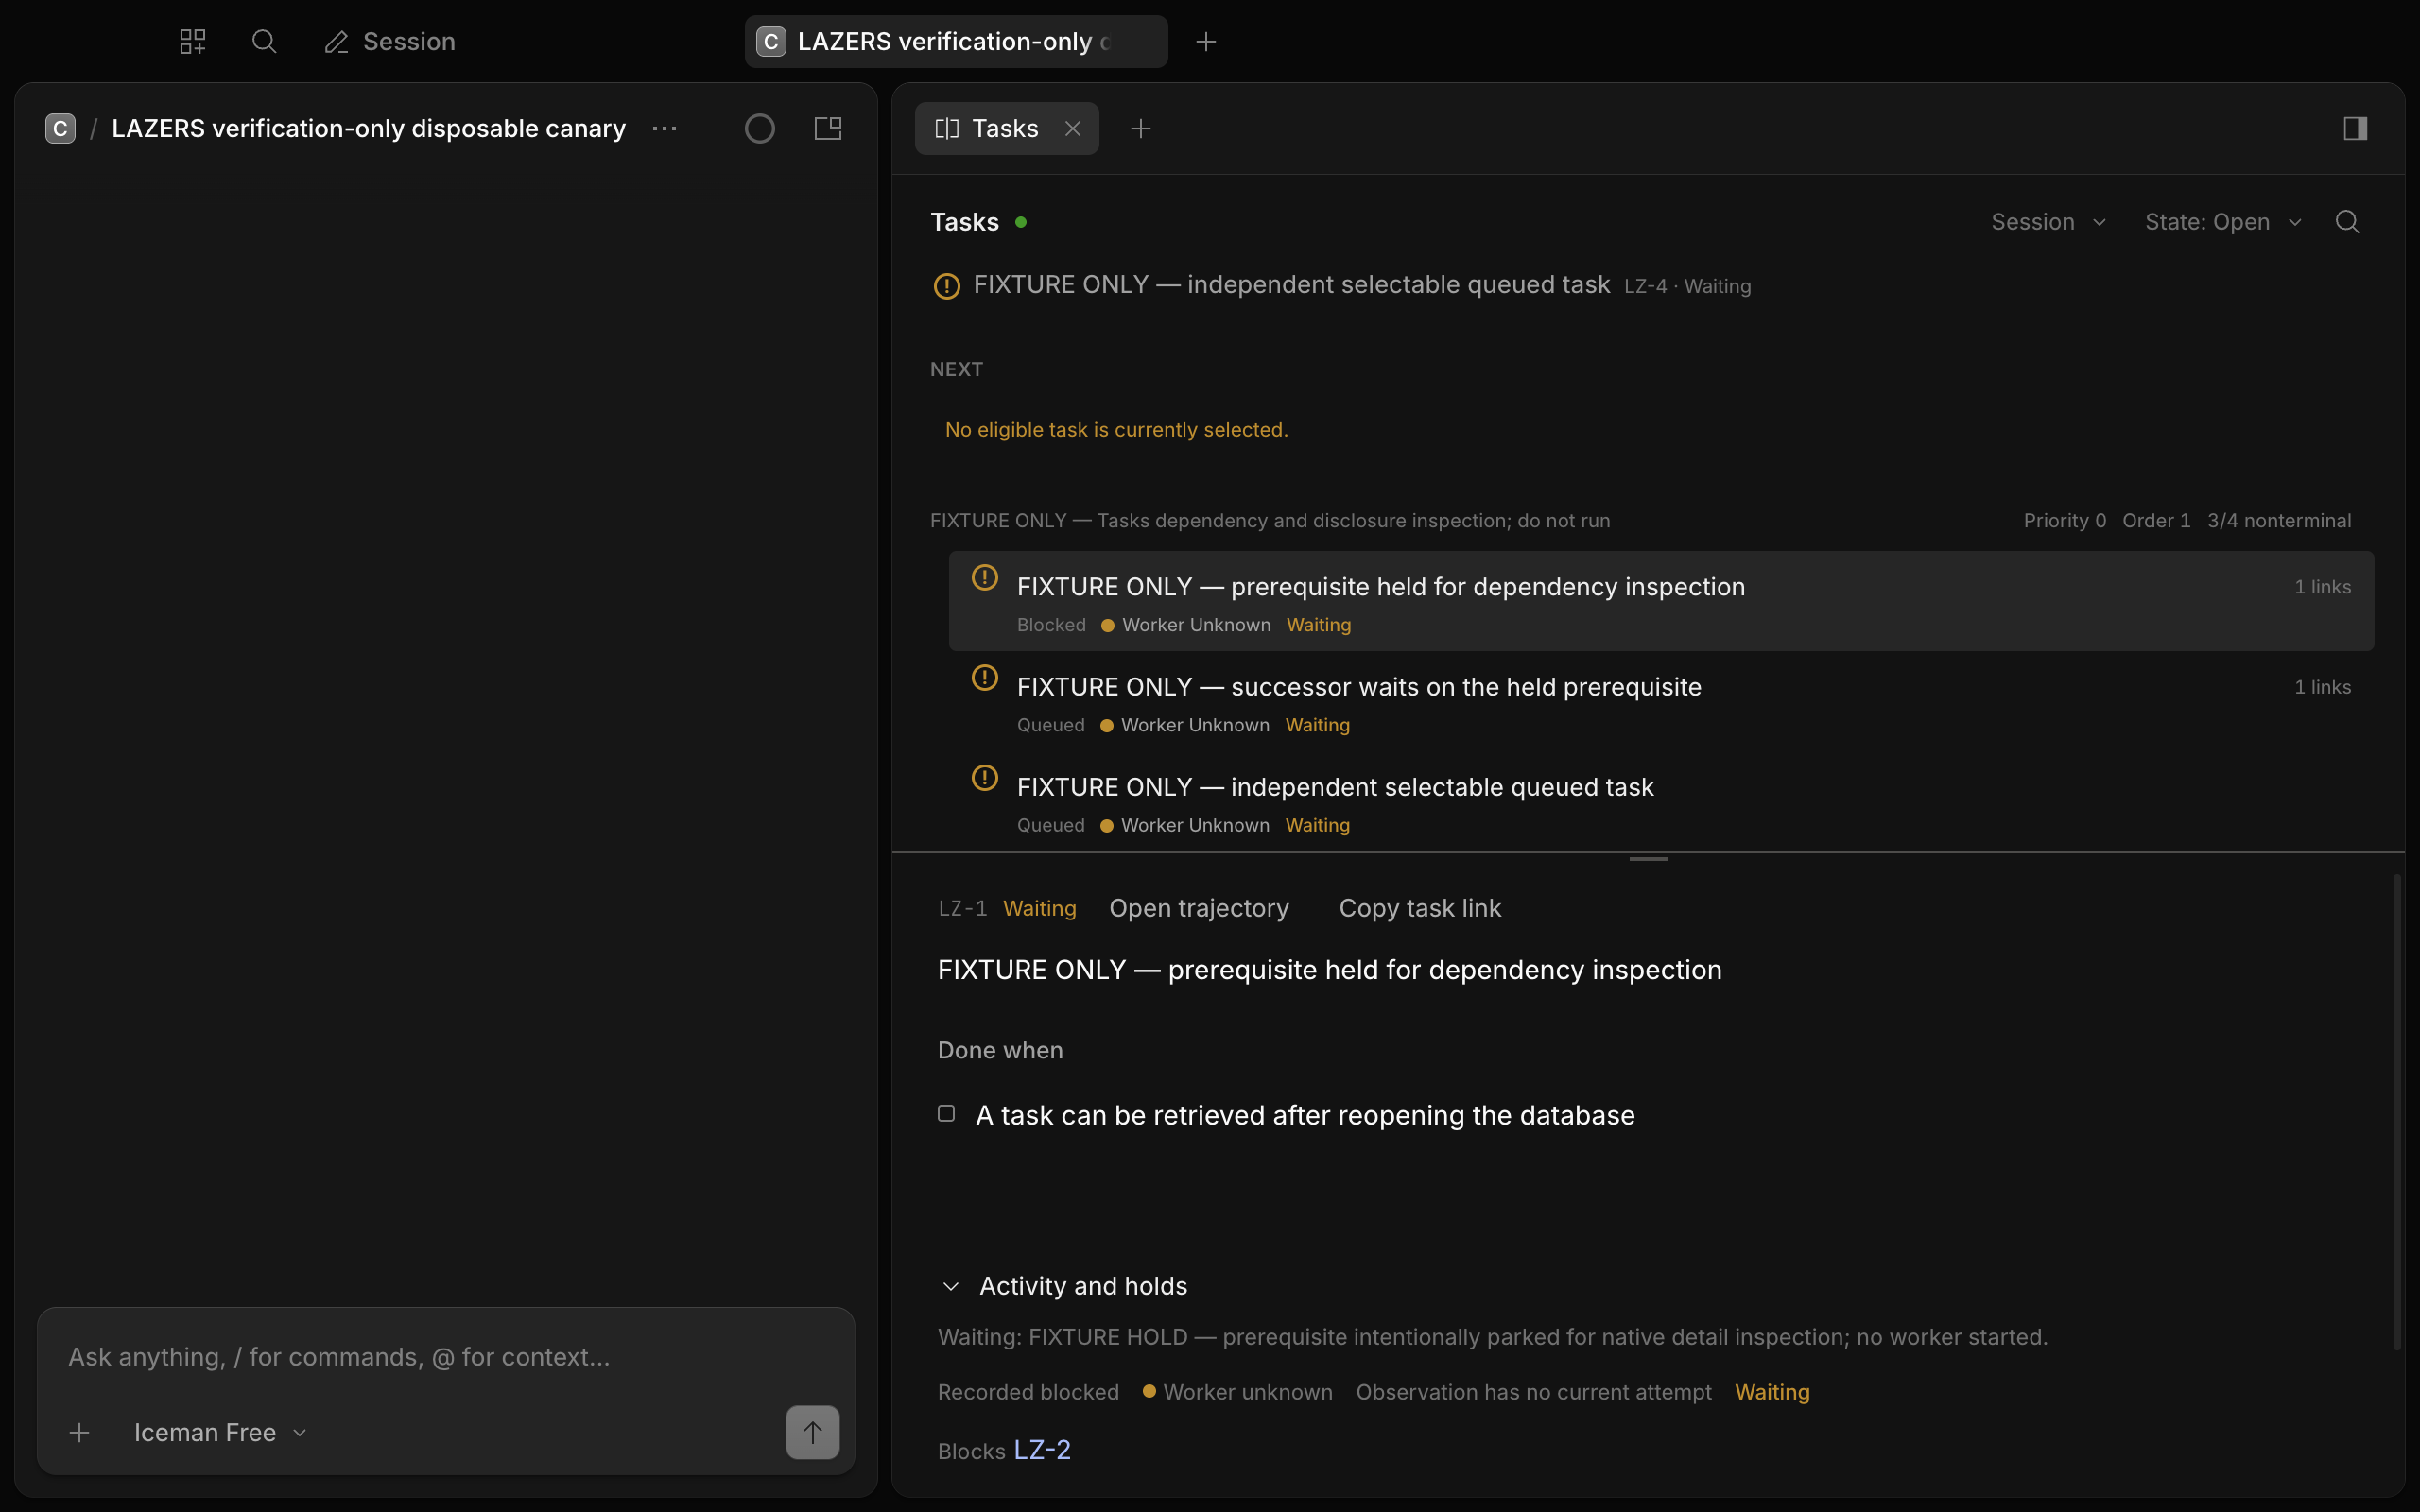 Session
C LAZERS verification-only
C / LAZERS verification-only disposable canary
Tasks
Tasks
Session
State: Open
FIXTURE ONLY — independent selectable queued task LZ-4 · Waiting
NEXT
No eligible task is currently selected.
FIXTURE ONLY — Tasks dependency and disclosure inspection; do not run Priority 0 Order 1 3/4 nonterminal
FIXTURE ONLY — prerequisite held for dependency inspection 1 links
Blocked Worker Unknown Waiting
FIXTURE ONLY — successor waits on the held prerequisite 1 links
Queued Worker Unknown Waiting
FIXTURE ONLY — independent selectable queued task
Queued Worker Unknown Waiting
LZ-1 Waiting Open trajectory Copy task link
FIXTURE ONLY — prerequisite held for dependency inspection
Done when
A task can be retrieved after reopening the database
Activity and holds
Waiting: FIXTURE HOLD — prerequisite intentionally parked for native detail inspection; no worker started.
Recorded blocked Worker unknown Observation has no current attempt Waiting
Blocks LZ-2
Ask anything, / for commands, @ for context...
Iceman Free